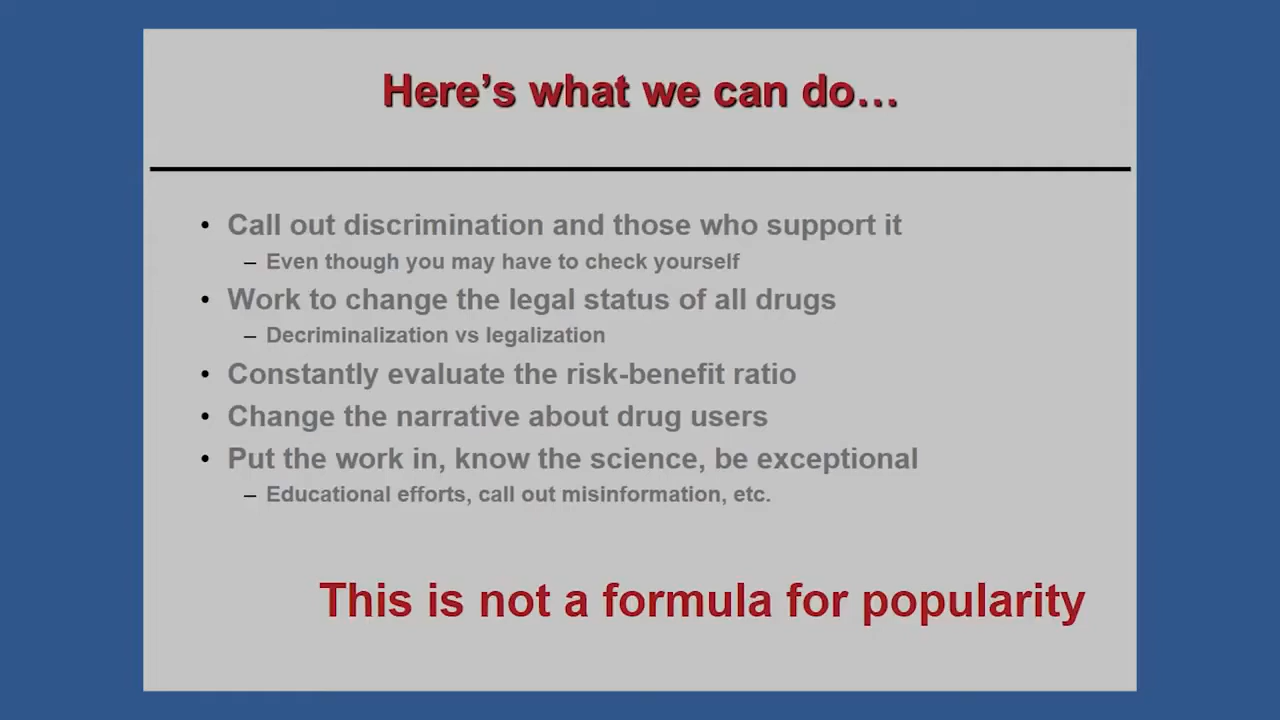 Here’s what we can do…
• Call out discrimination and those who support it
– Even though you may have to check yourself
• Work to change the legal status of all drugs
– Decriminalization vs legalization
• Constantly evaluate the risk-benefit ratio
• Change the narrative about drug users
• Put the work in, know the science, be exceptional
– Educational efforts, call out misinformation, etc.
This is not a formula for popularity